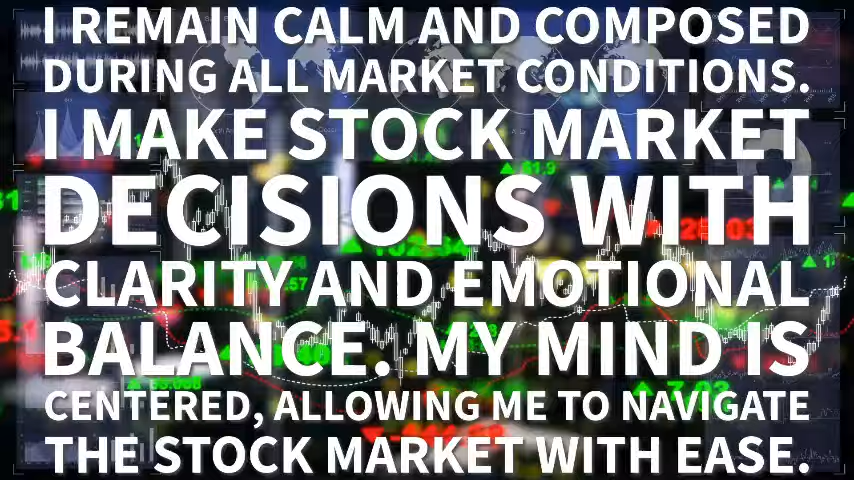 I REMAIN CALM AND COMPOSED
DURING ALL MARKET CONDITIONS.
I MAKE STOCK MARKET
DECISIONS WITH
CLARITY AND EMOTIONAL
BALANCE. MY MIND IS
CENTERED, ALLOWING ME TO NAVIGATE
THE STOCK MARKET WITH EASE.